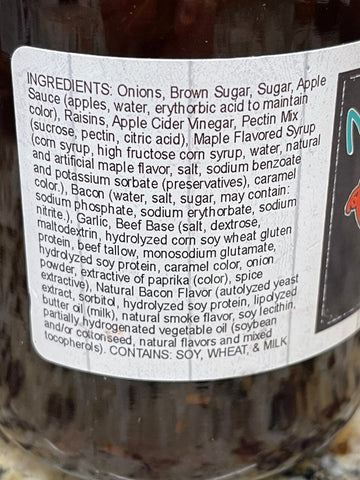 INGREDIENTS: Onions, Brown Sugar, Sugar, Apple
Sauce (apples, water, erythorbic acid to maintain
color), Raisins, Apple Cider Vinegar, Pectin Mix
(sucrose, pectin, citric acid), Maple Flavored Syrup
(corn syrup, high fructose corn syrup, water, natural
and artificial maple flavor, salt, sodium benzoate
and potassium sorbate (preservatives), caramel
color.), Bacon (water, salt, sugar, may contain:
sodium phosphate, sodium erythorbate, sodium
nitrite.), Garlic, Beef Base (salt, dextrose,
maltodextrin, hydrolyzed corn soy wheat gluten
protein, beef tallow, monosodium glutamate,
hydrolyzed soy protein, caramel color, onion
powder, extractive of paprika (color), spice
extractive), Natural Bacon Flavor (autolyzed yeast
extract, sorbitol, hydrolyzed soy protein, lipolyzed
butter oil (milk), natural smoke flavor, soy lecithin,
partially hydrogenated vegetable oil (soybean
and/or cottonseed, natural flavors and mixed
tocopherols). CONTAINS: SOY, WHEAT, & MILK